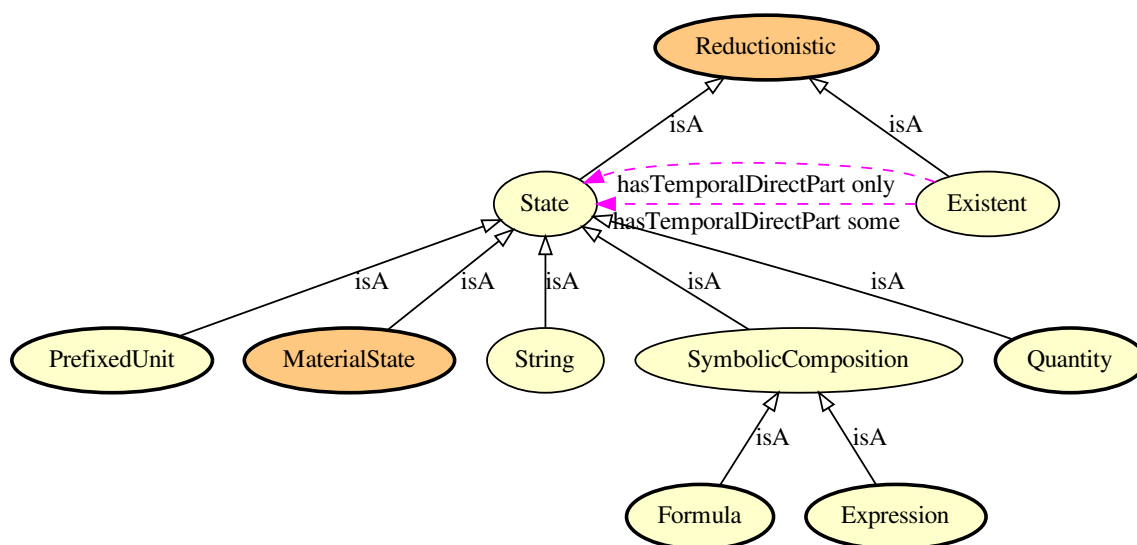 Reductionistic
isA
isA
hasTemporalDirectPart only
State
Existent
hasTemporalDirectPart some
isA
isA
isA
isA
isA
PrefixedUnit
MaterialState
String
SymbolicComposition
Quantity
isA
isA
Formula
Expression